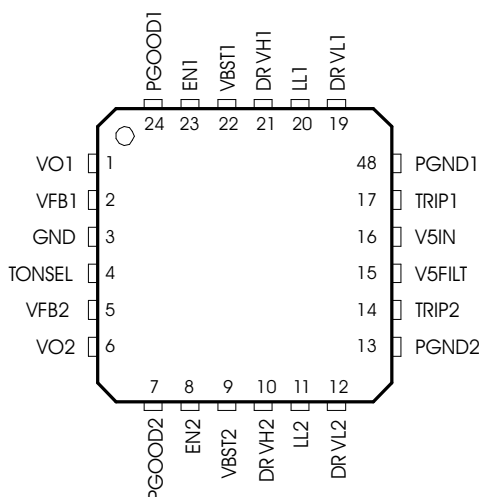 PGOOD1
EN1
VBST1
DRVH1
LL1
DRVL1
24 23 22 21 20 19
VO1 1 48 PGND1
VFB1 2 17 TRIP1
GND 3 16 V5IN
TONSEL 4 15 V5FILT
VFB2 5 14 TRIP2
VO2 6 13 PGND2
7 8 9 10 11 12
PGOOD2
EN2
VBST2
DRVH2
LL2
DRVL2